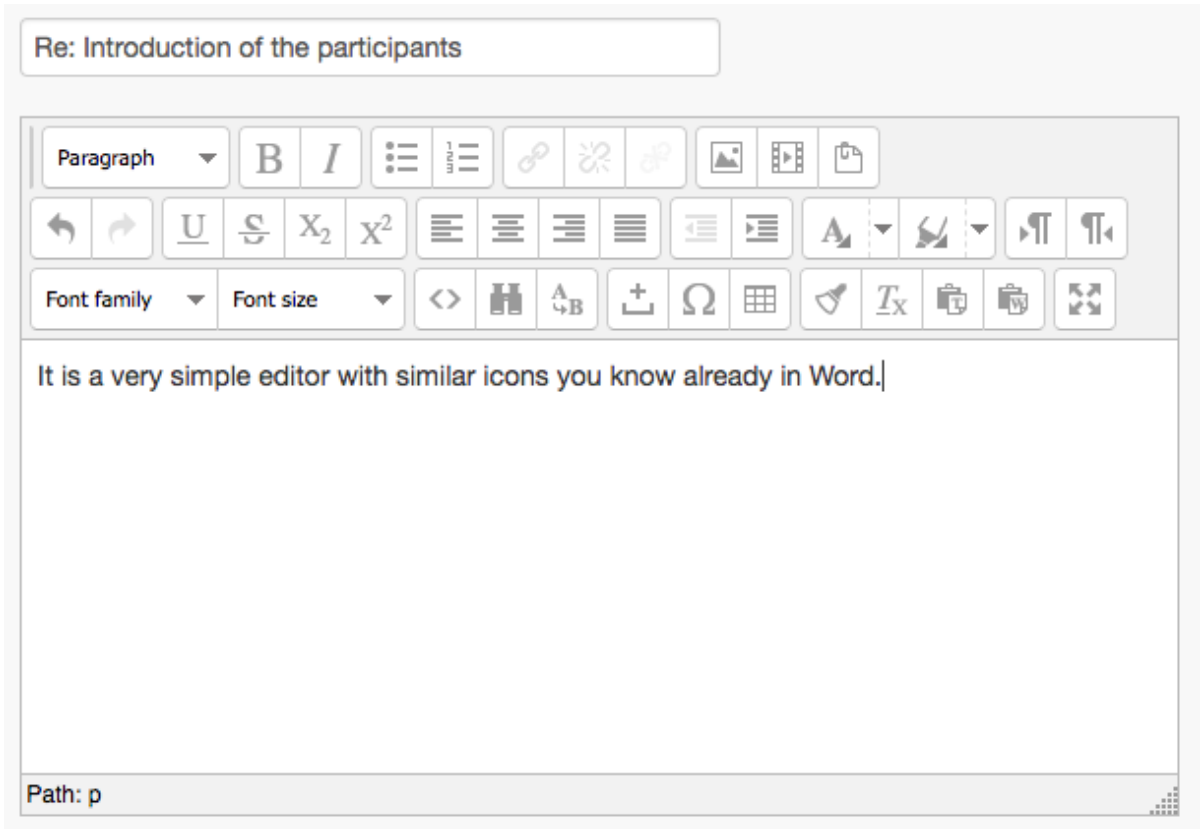 Re: Introduction of the participants
Paragraph B I
U S X2 X2 A
Font family Font size A B Ω T T W
It is a very simple editor with similar icons you know already in Word.
Path: p